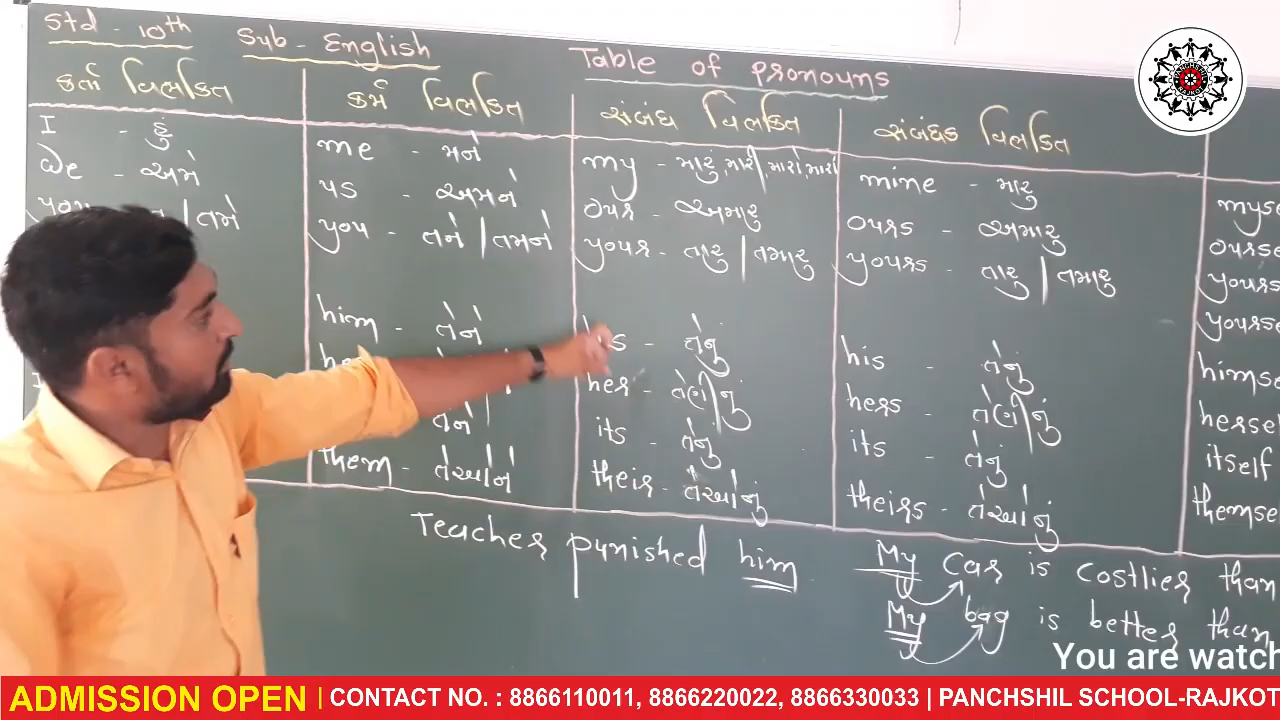 Std - 10th Sub - English Table of pronouns
કર્તા વિભકિત કર્મ વિભકિત સંબંધ વિભકિત સંબંધક વિભકિત
I - હું me - મને my - મારું, મારી, મારો, મારા mine - મારુ
We - અમે us - અમને our - અમારુ ours - અમારુ
you તમે you - તને | તમને your - તારુ | તમારુ yours - તારુ | તમારુ
him - તેને his - તેનું his - તેનું
her - તેણીનું hers - તેણીનું
તેને its - તેનું its - તેનું itself
them - તેઓને their - તેઓનું theirs - તેઓનું
Teacher punished him.
My car is costlier than
My bag is better than
PANCHSHIL
RAJKOT
You are watch
ADMISSION OPEN | CONTACT NO. : 8866110011, 8866220022, 8866330033 | PANCHSHIL SCHOOL-RAJKOT